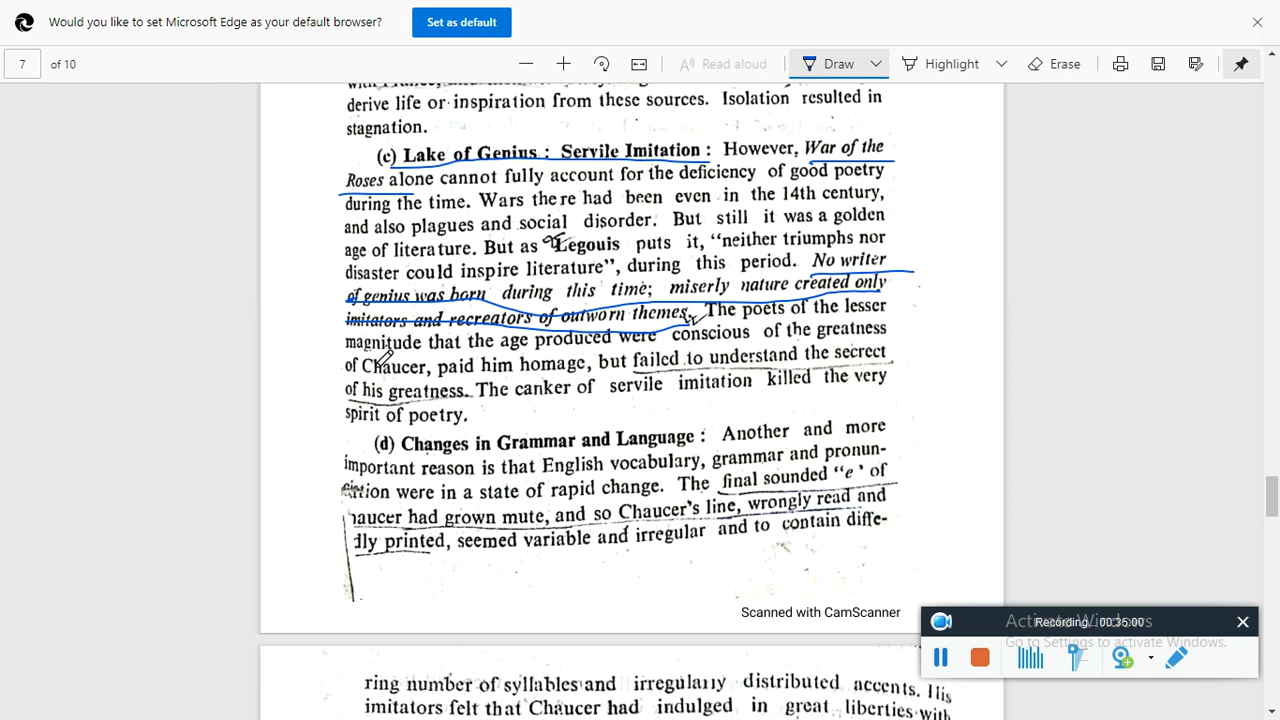 Would you like to set Microsoft Edge as your default browser?
Set as default
7 of 10
Read aloud
Draw
Highlight
Erase
derive life or inspiration from these sources. Isolation resulted in
stagnation.
(c) Lake of Genius : Servile Imitation : However, War of the
Roses alone cannot fully account for the deficiency of good poetry
during the time. Wars there had been even in the 14th century,
and also plagues and social disorder. But still it was a golden
age of literature. But as Legouis puts it, “neither triumphs nor
disaster could inspire literature”, during this period. No writer
of genius was born during this time; miserly nature created only
imitators and recreators of outworn themes. The poets of the lesser
magnitude that the age produced were conscious of the greatness
of Chaucer, paid him homage, but failed to understand the secrect
of his greatness. The canker of servile imitation killed the very
spirit of poetry.
(d) Changes in Grammar and Language : Another and more
important reason is that English vocabulary, grammar and pronun-
were in a state of rapid change. The final sounded “e’ of
haucer had grown mute, and so Chaucer’s line, wrongly read and
dly printed, seemed variable and irregular and to contain diffe-
Scanned with CamScanner
Activate Windows
Recording... 00:35:00
Go to Settings to activate Windows.
ring number of syllables and irregularly distributed accents. His
imitators felt that Chaucer had indulged in great liberties with